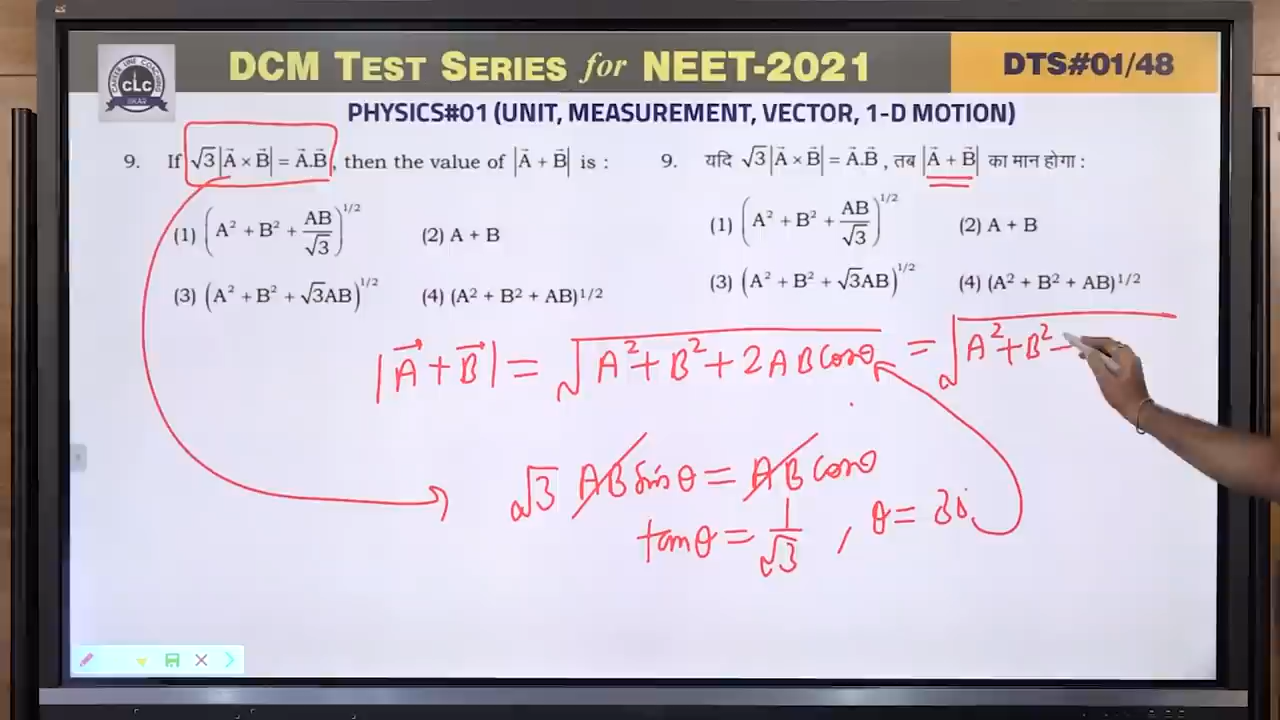 DCM TEST SERIES for NEET-2021
DTS#01/48
CLC
PHYSICS#01 (UNIT, MEASUREMENT, VECTOR, 1-D MOTION)
9. If √3|A⃗ × B⃗| = A⃗.B⃗, then the value of |A⃗ + B⃗| is :
(1) (A² + B² + AB/√3)^1/2
(2) A + B
(3) (A² + B² + √3AB)^1/2
(4) (A² + B² + AB)^1/2
9. यदि √3|A⃗ × B⃗| = A⃗.B⃗, तब |A⃗ + B⃗| का मान होगा :
(1) (A² + B² + AB/√3)^1/2
(2) A + B
(3) (A² + B² + √3AB)^1/2
(4) (A² + B² + AB)^1/2
|A⃗ + B⃗| = √(A² + B² + 2ABcosθ) = √(A² + B² –
√3 AB sinθ = AB cosθ
tanθ = 1/√3 , θ = 30°